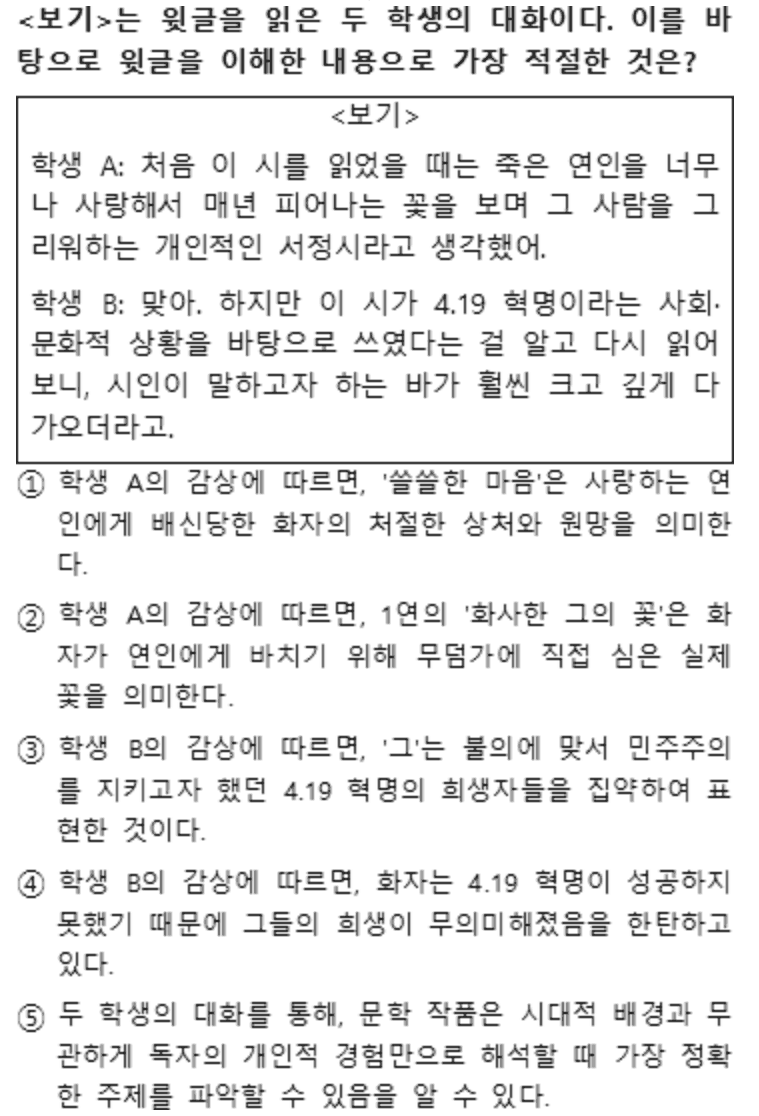 <보기>는 윗글을 읽은 두 학생의 대화이다. 이를 바
탕으로 윗글을 이해한 내용으로 가장 적절한 것은?
<보기>
학생 A: 처음 이 시를 읽었을 때는 죽은 연인을 너무
나 사랑해서 매년 피어나는 꽃을 보며 그 사람을 그
리워하는 개인적인 서정시라고 생각했어.
학생 B: 맞아. 하지만 이 시가 4.19 혁명이라는 사회·
문화적 상황을 바탕으로 쓰였다는 걸 알고 다시 읽어
보니, 시인이 말하고자 하는 바가 훨씬 크고 깊게 다
가오더라고.
① 학생 A의 감상에 따르면, '쓸쓸한 마음'은 사랑하는 연
인에게 배신당한 화자의 처절한 상처와 원망을 의미한
다.
② 학생 A의 감상에 따르면, 1연의 '화사한 그의 꽃'은 화
자가 연인에게 바치기 위해 무덤가에 직접 심은 실제
꽃을 의미한다.
③ 학생 B의 감상에 따르면, '그'는 불의에 맞서 민주주의
를 지키고자 했던 4.19 혁명의 희생자들을 집약하여 표
현한 것이다.
④ 학생 B의 감상에 따르면, 화자는 4.19 혁명이 성공하지
못했기 때문에 그들의 희생이 무의미해졌음을 한탄하고
있다.
⑤ 두 학생의 대화를 통해, 문학 작품은 시대적 배경과 무
관하게 독자의 개인적 경험만으로 해석할 때 가장 정확
한 주제를 파악할 수 있음을 알 수 있다.